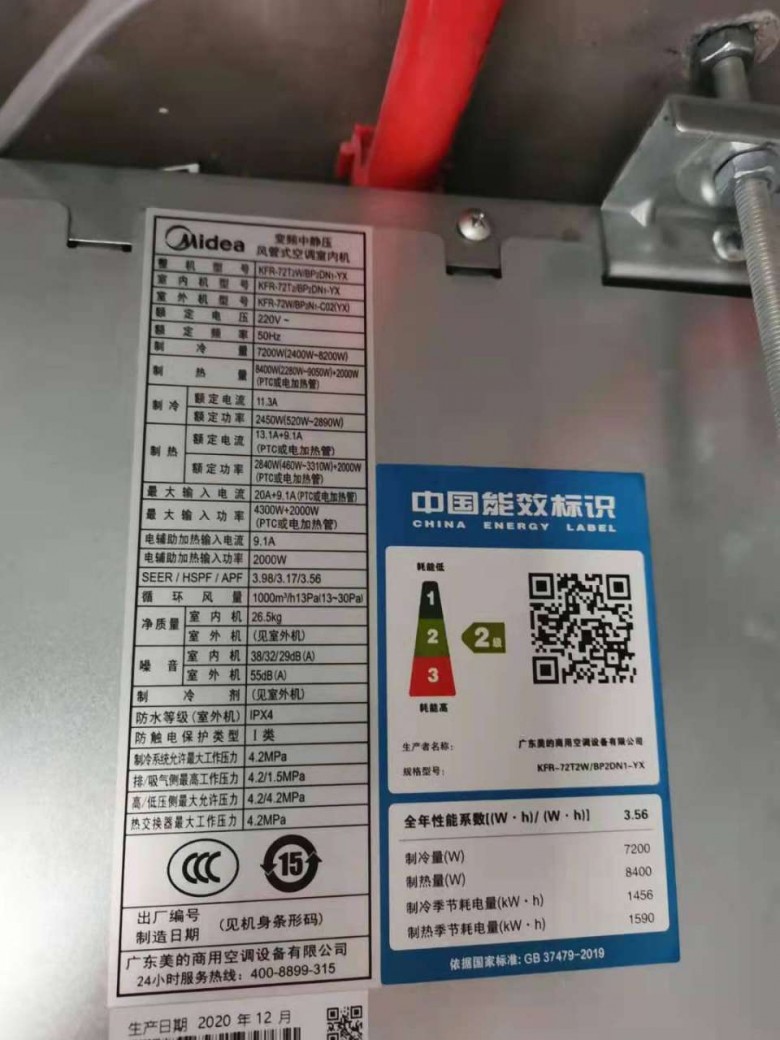 Midea 变频中静压
风管式空调室内机
整机型号 KFR-72T2W/BP2DN1-YX
室内机型号 KFR-72T2/BP2DN1-YX
室外机型号 KFR-72W/BP2N1-C02(YX)
额定电压 220V~
额定频率 50Hz
制冷量 7200W(2400W~8200W)
制热量 8400W(2280W~9050W)+2000W
(PTC或电加热管)
制冷 额定电流 11.3A
额定功率 2450W(520W~2890W)
制热 额定电流 13.1A+9.1A
(PTC或电加热管)
额定功率 2840W(460W~3310W)+2000W
(PTC或电加热管)
最大输入电流 20A+9.1A(PTC或电加热管)
最大输入功率 4300W+2000W
(PTC或电加热管)
电辅助加热输入电流 9.1A
电辅助加热输入功率 2000W
SEER/HSPF/APF 3.98/3.17/3.56
循环风量 1000m³/h13Pa(13~30Pa)
净质量 室内机 26.5kg
室外机 (见室外机)
噪音 室内机 38/32/29dB(A)
室外机 55dB(A)
制冷剂 (见室外机)
防水等级(室外机) IPX4
防触电保护类型 I类
制冷系统允许最大工作压力 4.2MPa
排/吸气侧最高工作压力 4.2/1.5MPa
高/低压侧最大允许压力 4.2/4.2MPa
热交换器最大工作压力 4.2MPa
CCC 15
出厂编号
制造日期 (见机身条形码)
广东美的商用空调设备有限公司
24小时服务热线: 400-8899-315
生产日期 2020 年 12 月
中国能效标识
CHINA ENERGY LABEL
耗能低
1
2 2级
3
耗能高
生产者名称: 广东美的商用空调设备有限公司
规格型号: KFR-72T2W/BP2DN1-YX
全年性能系数[(W·h)/(W·h)] 3.56
制冷量(W) 7200
制热量(W) 8400
制冷季节耗电量(kW·h) 1456
制热季节耗电量(kW·h) 1590
依据国家标准: GB 37479-2019